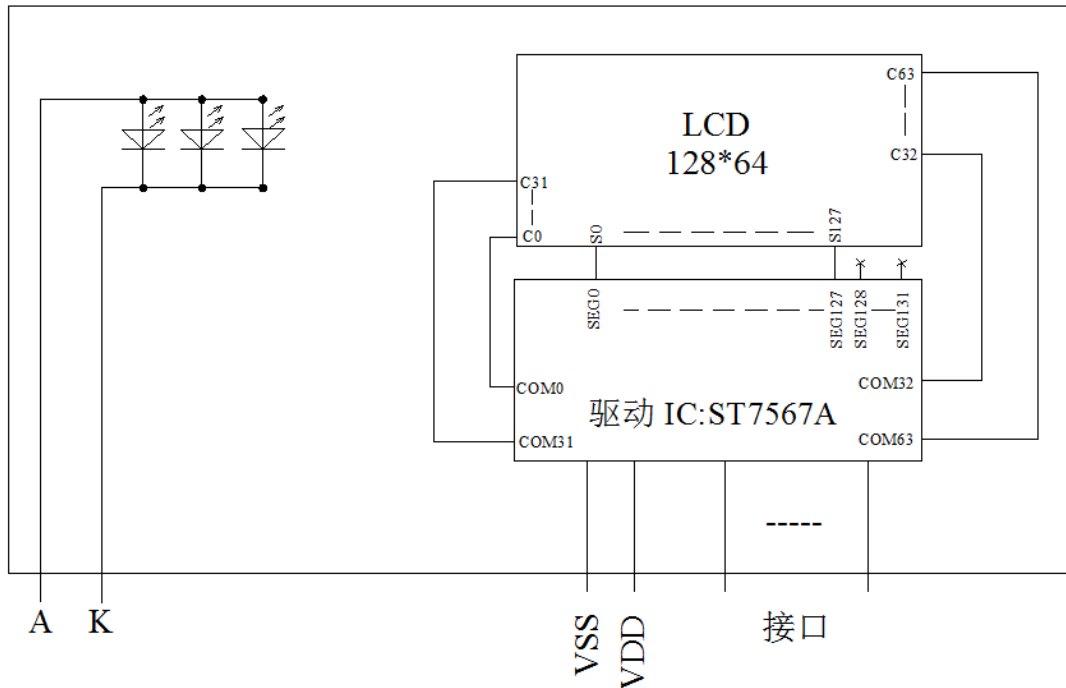 C63
LCD
128*64
C32
C31
C0
S0
S127
SEG0
SEG127
SEG128
SEG131
COM0
COM32
驱动 IC:ST7567A
COM31
COM63
-----
A
K
VSS
VDD
接口